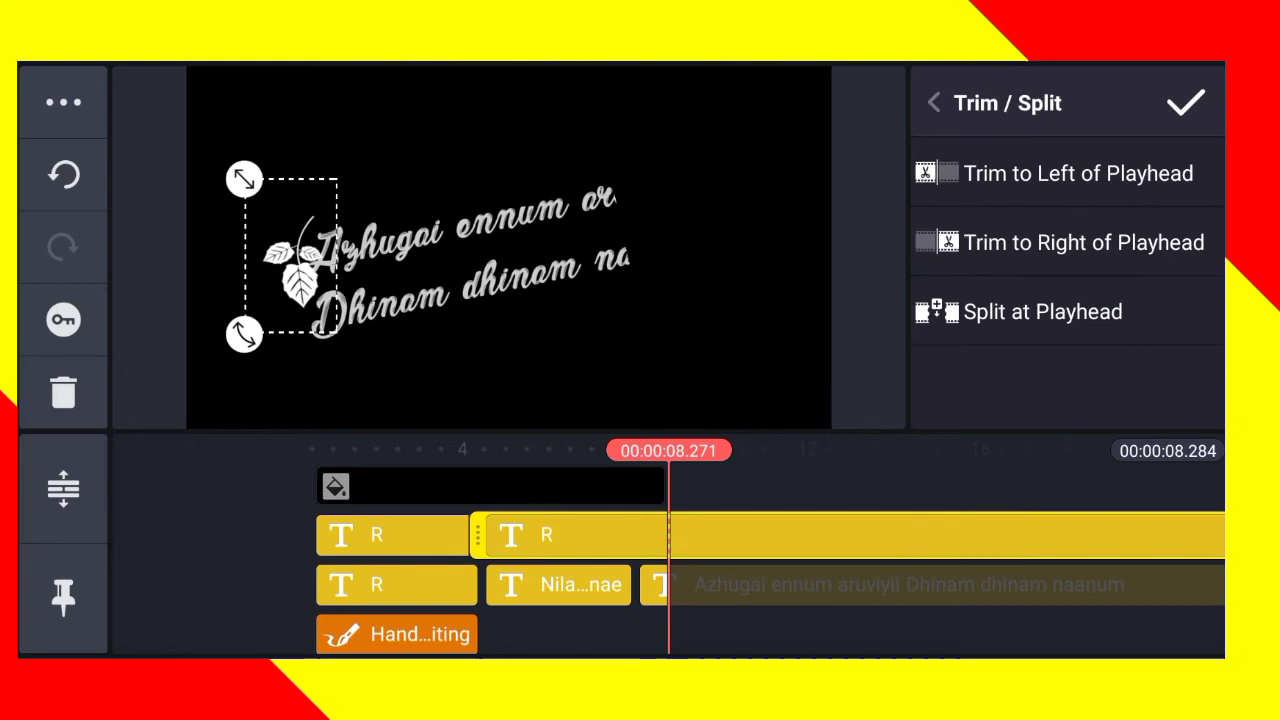 Trim / Split
Azhugai ennum ar
Dhinam dhinam na
Trim to Left of Playhead
Trim to Right of Playhead
Split at Playhead
4
00:00:08.271
12
16
00:00:08.284
T R
T R
T R
T Nila...nae
T Azhugai ennum aruviyil Dhinam dhinam naanum
Hand...iting